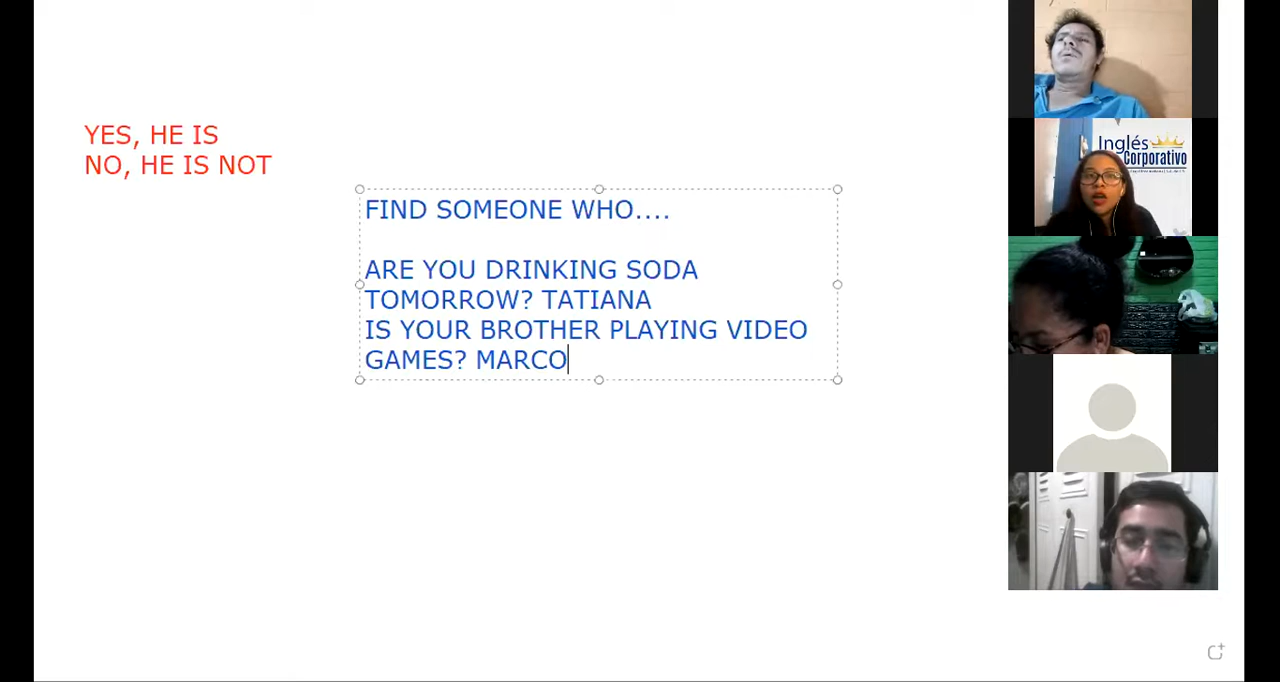 YES, HE IS
NO, HE IS NOT
FIND SOMEONE WHO....
ARE YOU DRINKING SODA
TOMORROW? TATIANA
IS YOUR BROTHER PLAYING VIDEO
GAMES? MARCO
Inglés
Corporativo